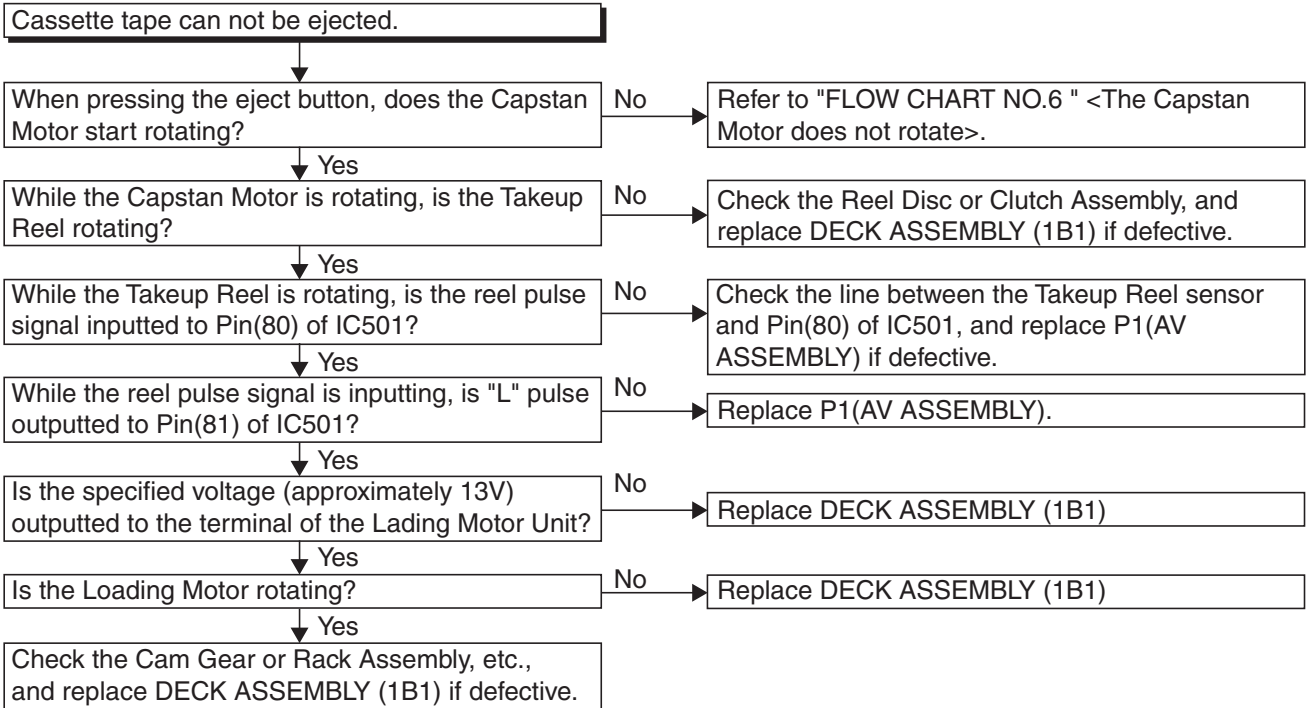 Cassette tape can not be ejected.
When pressing the eject button, does the Capstan
Motor start rotating?
No
Refer to "FLOW CHART NO.6 " <The Capstan
Motor does not rotate>.
Yes
While the Capstan Motor is rotating, is the Takeup
Reel rotating?
No
Check the Reel Disc or Clutch Assembly, and
replace DECK ASSEMBLY (1B1) if defective.
Yes
While the Takeup Reel is rotating, is the reel pulse
signal inputted to Pin(80) of IC501?
No
Check the line between the Takeup Reel sensor
and Pin(80) of IC501, and replace P1(AV
ASSEMBLY) if defective.
Yes
While the reel pulse signal is inputting, is "L" pulse
outputted to Pin(81) of IC501?
No
Replace P1(AV ASSEMBLY).
Yes
Is the specified voltage (approximately 13V)
outputted to the terminal of the Lading Motor Unit?
No
Replace DECK ASSEMBLY (1B1)
Yes
Is the Loading Motor rotating?
No
Replace DECK ASSEMBLY (1B1)
Yes
Check the Cam Gear or Rack Assembly, etc.,
and replace DECK ASSEMBLY (1B1) if defective.